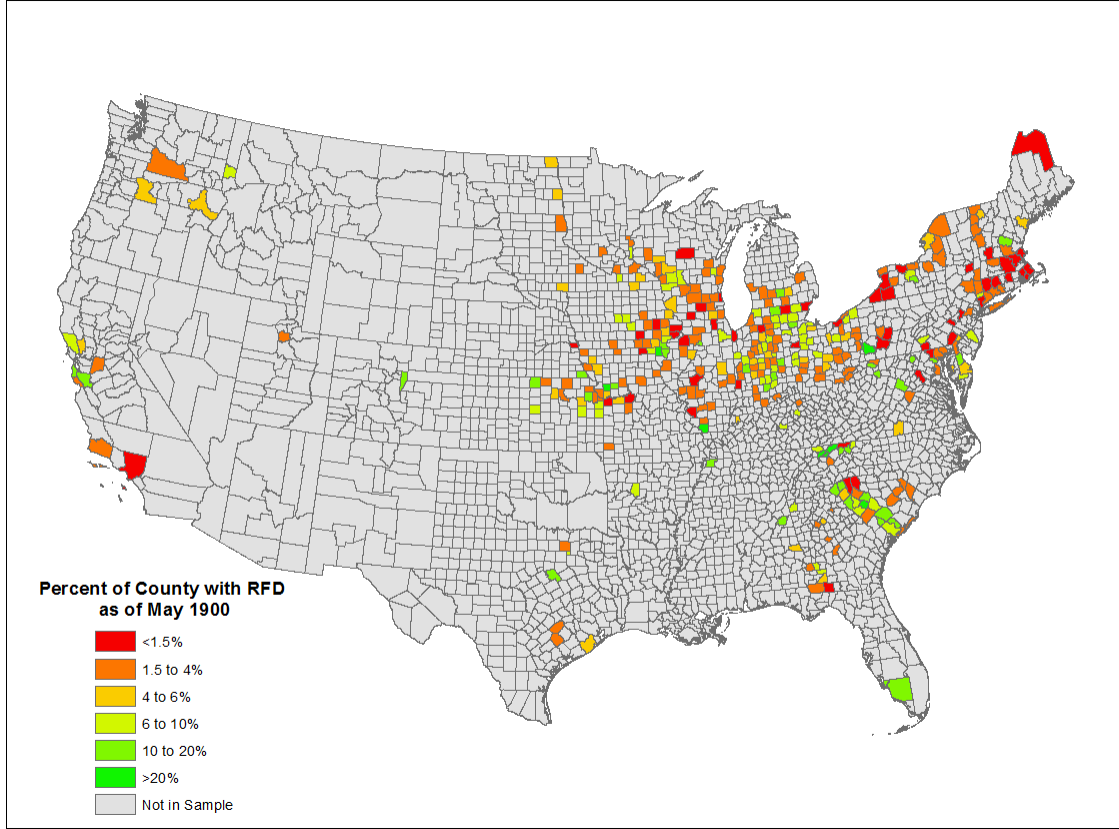 Percent of County with RFD
as of May 1900
<1.5%
1.5 to 4%
4 to 6%
6 to 10%
10 to 20%
>20%
Not in Sample